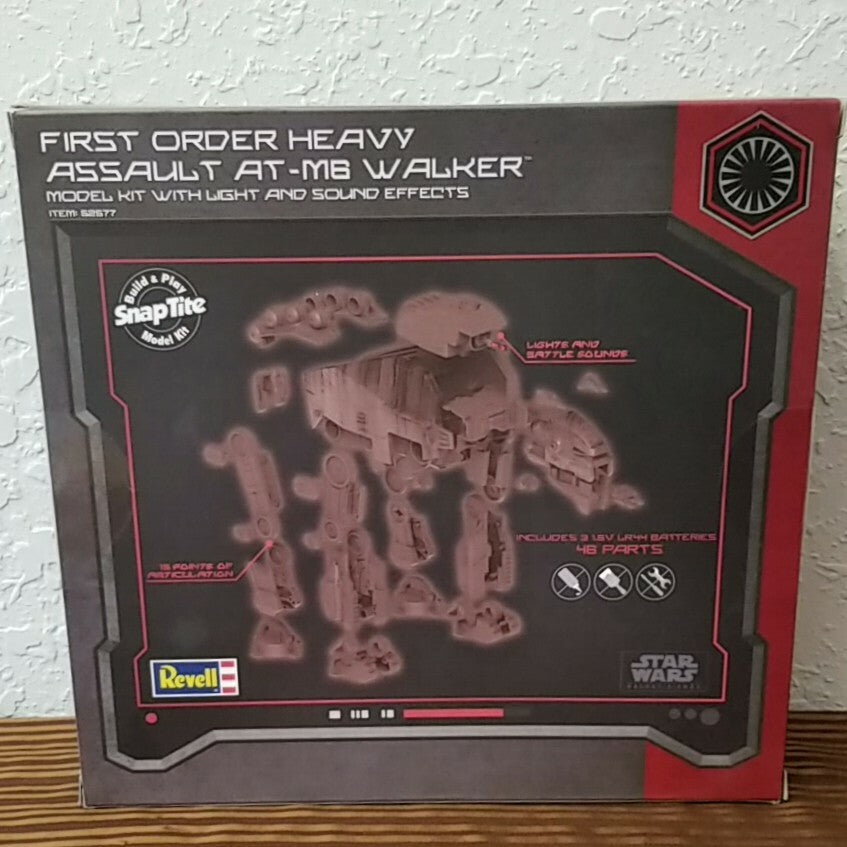 FIRST ORDER HEAVY
ASSAULT AT-M6 WALKER™
MODEL KIT WITH LIGHT AND SOUND EFFECTS
ITEM: 52577
Build & Play
SnapTite
Model Kit
LIGHTS AND
BATTLE SOUNDS
INCLUDES 3 1.5V LR44 BATTERIES
46 PARTS
15 POINTS OF
ARTICULATION
Revell
STAR
WARS